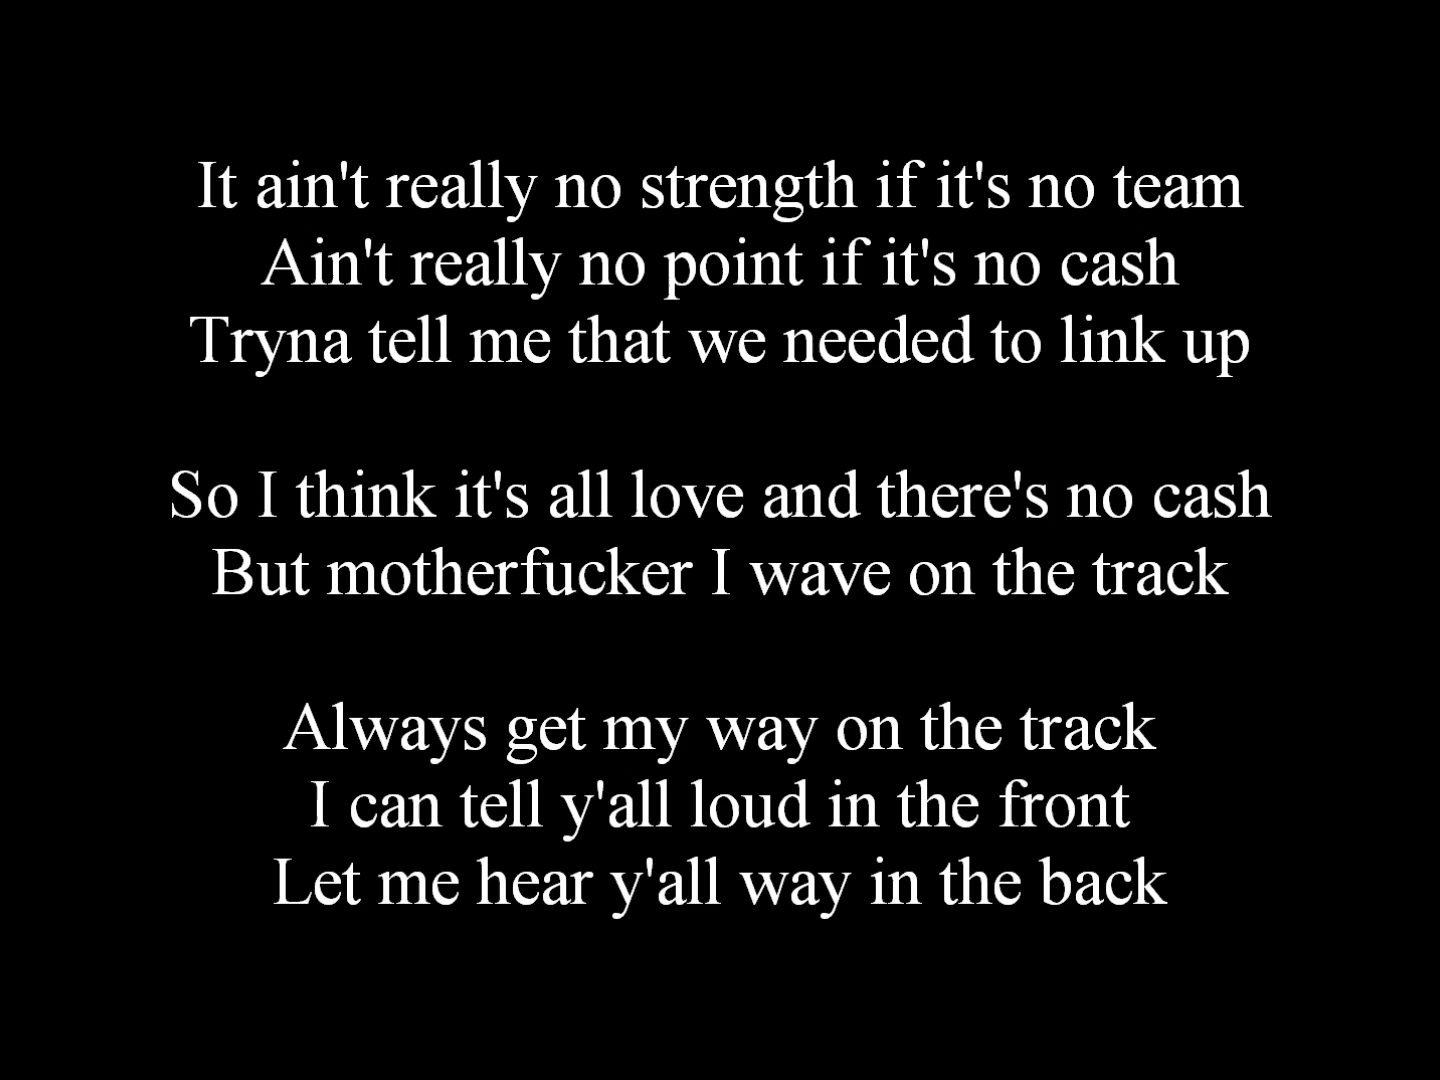 It ain't really no strength if it's no team
Ain't really no point if it's no cash
Tryna tell me that we needed to link up
So I think it's all love and there's no cash
But motherfucker I wave on the track
Always get my way on the track
I can tell y'all loud in the front
Let me hear y'all way in the back